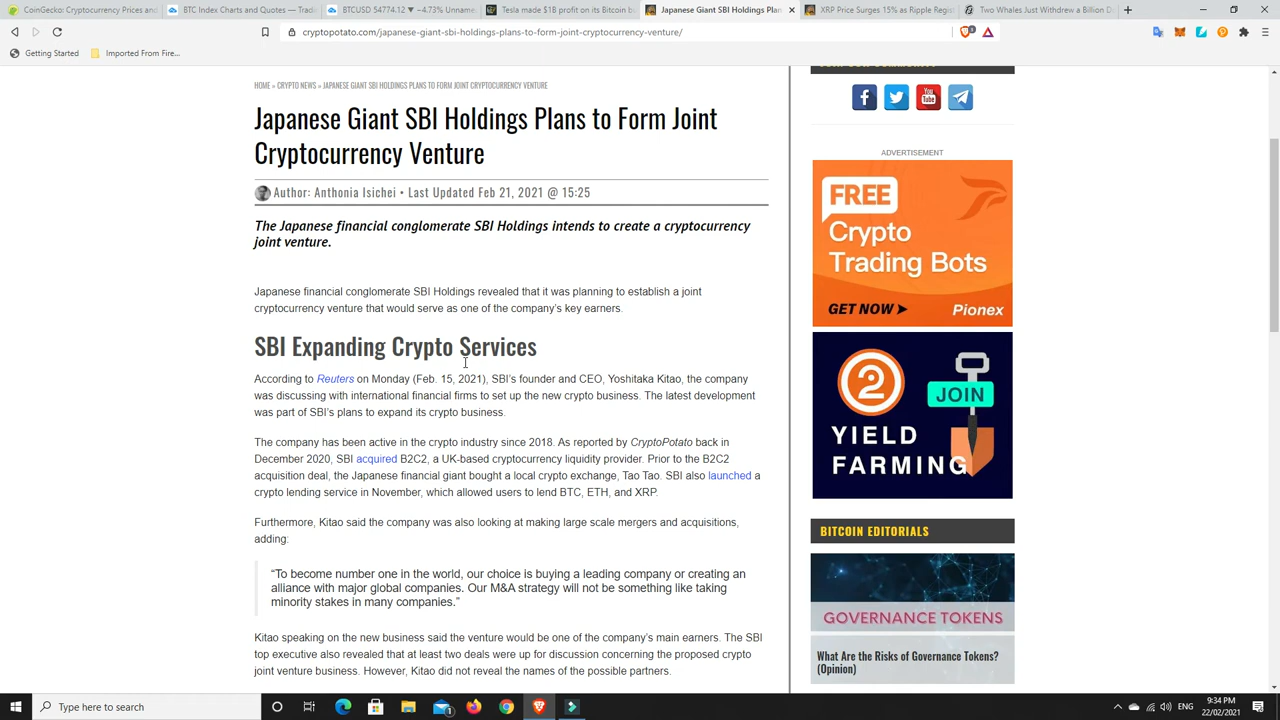 CoinGecko: Cryptocurrency Prices and
BTC Index Charts and Quotes — Tradi
BTCUSD 54774.12 ▼ −4.73% Unname
Tesla made $1B profit on its Bitcoin b
Japanese Giant SBI Holdings Plan
XRP Price Surges 15% as Ripple Regist
Two Whales Just Withdrew a Billion D
cryptopotato.com/japanese-giant-sbi-holdings-plans-to-form-joint-cryptocurrency-venture/
Getting Started
Imported From Fire...
HOME » CRYPTO NEWS » JAPANESE GIANT SBI HOLDINGS PLANS TO FORM JOINT CRYPTOCURRENCY VENTURE
Japanese Giant SBI Holdings Plans to Form Joint
Cryptocurrency Venture
Author: Anthonia Isichei • Last Updated Feb 21, 2021 @ 15:25
The Japanese financial conglomerate SBI Holdings intends to create a cryptocurrency
joint venture.
Japanese financial conglomerate SBI Holdings revealed that it was planning to establish a joint
cryptocurrency venture that would serve as one of the company's key earners.
SBI Expanding Crypto Services
According to Reuters on Monday (Feb. 15, 2021), SBI's founder and CEO, Yoshitaka Kitao, the company
was discussing with international financial firms to set up the new crypto business. The latest development
was part of SBI's plans to expand its crypto business.
The company has been active in the crypto industry since 2018. As reported by CryptoPotato back in
December 2020, SBI acquired B2C2, a UK-based cryptocurrency liquidity provider. Prior to the B2C2
acquisition deal, the Japanese financial giant bought a local crypto exchange, Tao Tao. SBI also launched a
crypto lending service in November, which allowed users to lend BTC, ETH, and XRP.
Furthermore, Kitao said the company was also looking at making large scale mergers and acquisitions,
adding:
"To become number one in the world, our choice is buying a leading company or creating an
alliance with major global companies. Our M&A strategy will not be something like taking
minority stakes in many companies."
Kitao speaking on the new business said the venture would be one of the company's main earners. The SBI
top executive also revealed that at least two deals were up for discussion concerning the proposed crypto
joint venture business. However, Kitao did not reveal the names of the possible partners.
You
Tube
ADVERTISEMENT
FREE
Crypto
Trading Bots
GET NOW ➤
Pionex
2
JOIN
YIELD
FARMING
BITCOIN EDITORIALS
GOVERNANCE TOKENS
What Are the Risks of Governance Tokens?
(Opinion)
Type here to search
ENG
9:34 PM
22/02/2021